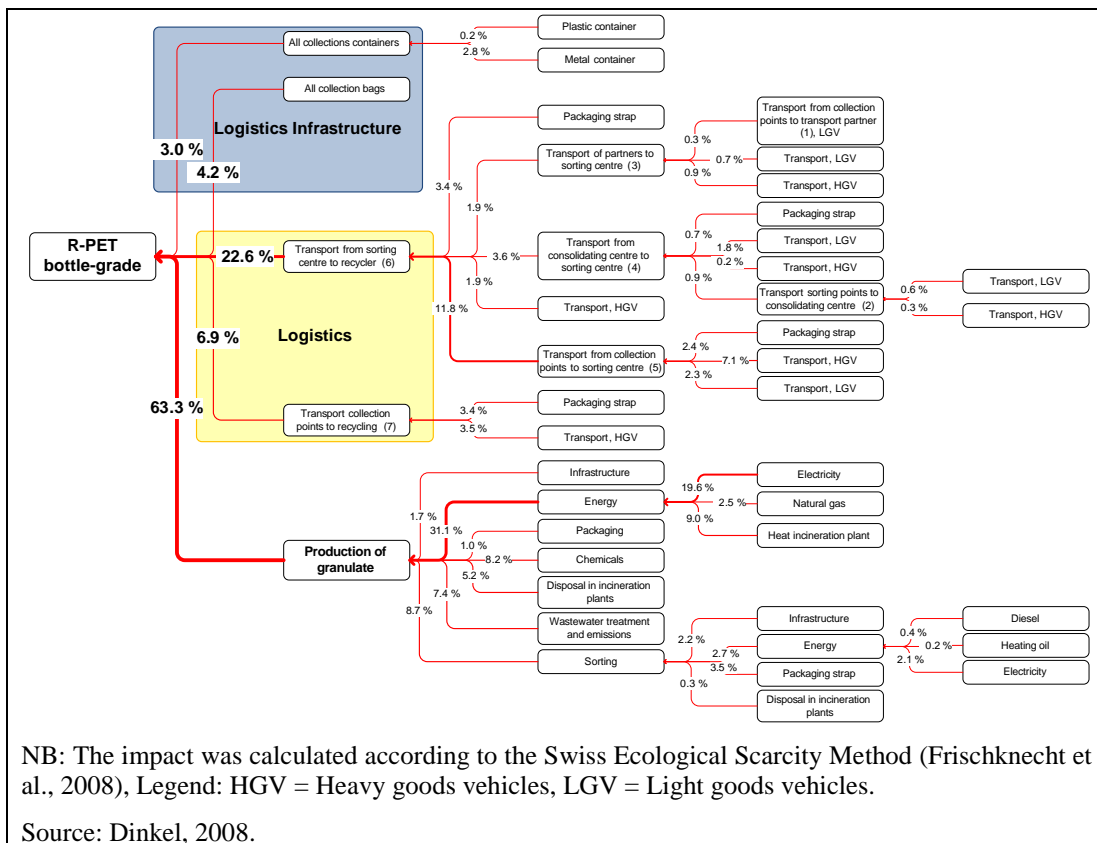 All collections containers
0.2 %
2.8 %
Plastic container
Metal container
All collection bags
Logistics Infrastructure
3.0 %
4.2 %
Packaging strap
Transport of partners to
sorting centre (3)
3.4 %
1.9 %
0.3 %
0.7 %
0.9 %
Transport from collection
points to transport partner
(1), LGV
Transport, LGV
Transport, HGV
R-PET
bottle-grade
22.6 %
Transport from sorting
centre to recycler (6)
3.6 %
1.9 %
11.8 %
Transport from
consolidating centre to
sorting centre (4)
0.7 %
1.8 %
0.2 %
0.9 %
Packaging strap
Transport, LGV
Transport, HGV
Transport sorting points to
consolidating centre (2)
0.6 %
0.3 %
Transport, LGV
Transport, HGV
Transport, HGV
Logistics
6.9 %
63.3 %
Transport from collection
points to sorting centre (5)
2.4 %
7.1 %
2.3 %
Packaging strap
Transport, HGV
Transport, LGV
Transport collection
points to recycling (7)
3.4 %
3.5 %
Packaging strap
Transport, HGV
Production of
granulate
1.7 %
31.1 %
1.0 %
8.2 %
5.2 %
7.4 %
8.7 %
Infrastructure
Energy
Packaging
Chemicals
Disposal in incineration
plants
Wastewater treatment
and emissions
Sorting
19.6 %
2.5 %
9.0 %
Electricity
Natural gas
Heat incineration plant
2.2 %
2.7 %
3.5 %
0.3 %
Infrastructure
Energy
Packaging strap
Disposal in incineration
plants
0.4 %
0.2 %
2.1 %
Diesel
Heating oil
Electricity
NB: The impact was calculated according to the Swiss Ecological Scarcity Method (Frischknecht et
al., 2008), Legend: HGV = Heavy goods vehicles, LGV = Light goods vehicles.
Source: Dinkel, 2008.